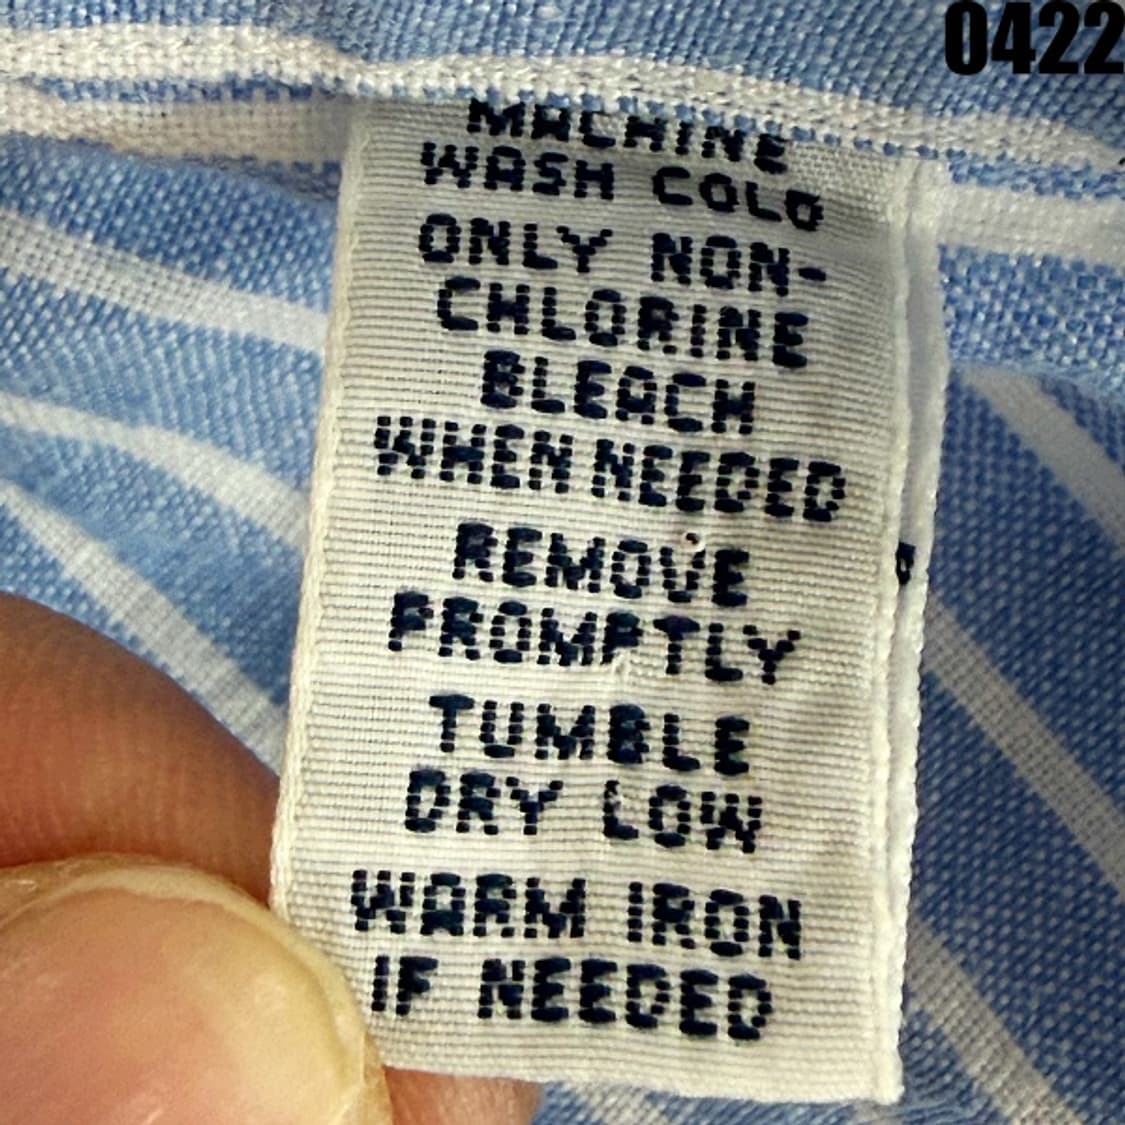 0422
MACHINE
WASH COLD
ONLY NON-
CHLORINE
BLEACH
WHEN NEEDED
REMOVE
PROMPTLY
TUMBLE
DRY LOW
WARM IRON
IF NEEDED